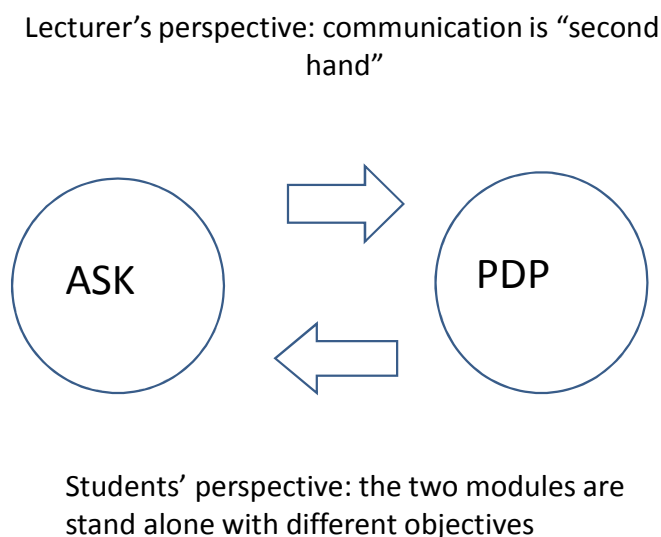 Lecturer’s perspective: communication is “second
hand”
ASK
PDP
Students’ perspective: the two modules are
stand alone with different objectives